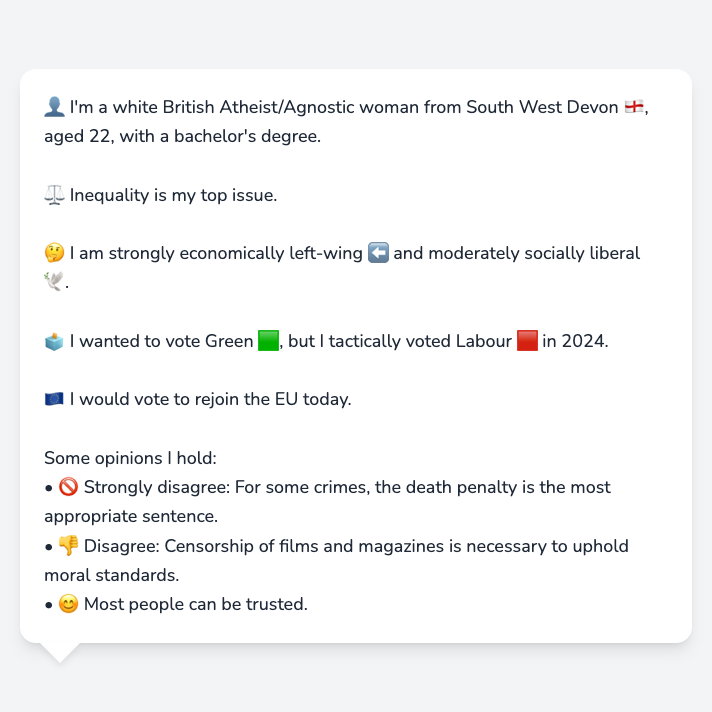 👤 I'm a white British Atheist/Agnostic woman from South West Devon 🏴󠁧󠁢󠁥󠁮󠁧󠁿,
aged 22, with a bachelor's degree.
⚖️ Inequality is my top issue.
🤔 I am strongly economically left-wing ⬅️ and moderately socially liberal
🕊️.
🗳️ I wanted to vote Green 🟩, but I tactically voted Labour 🟥 in 2024.
🇪🇺 I would vote to rejoin the EU today.
Some opinions I hold:
• 🚫 Strongly disagree: For some crimes, the death penalty is the most
appropriate sentence.
• 👎 Disagree: Censorship of films and magazines is necessary to uphold
moral standards.
• 😊 Most people can be trusted.